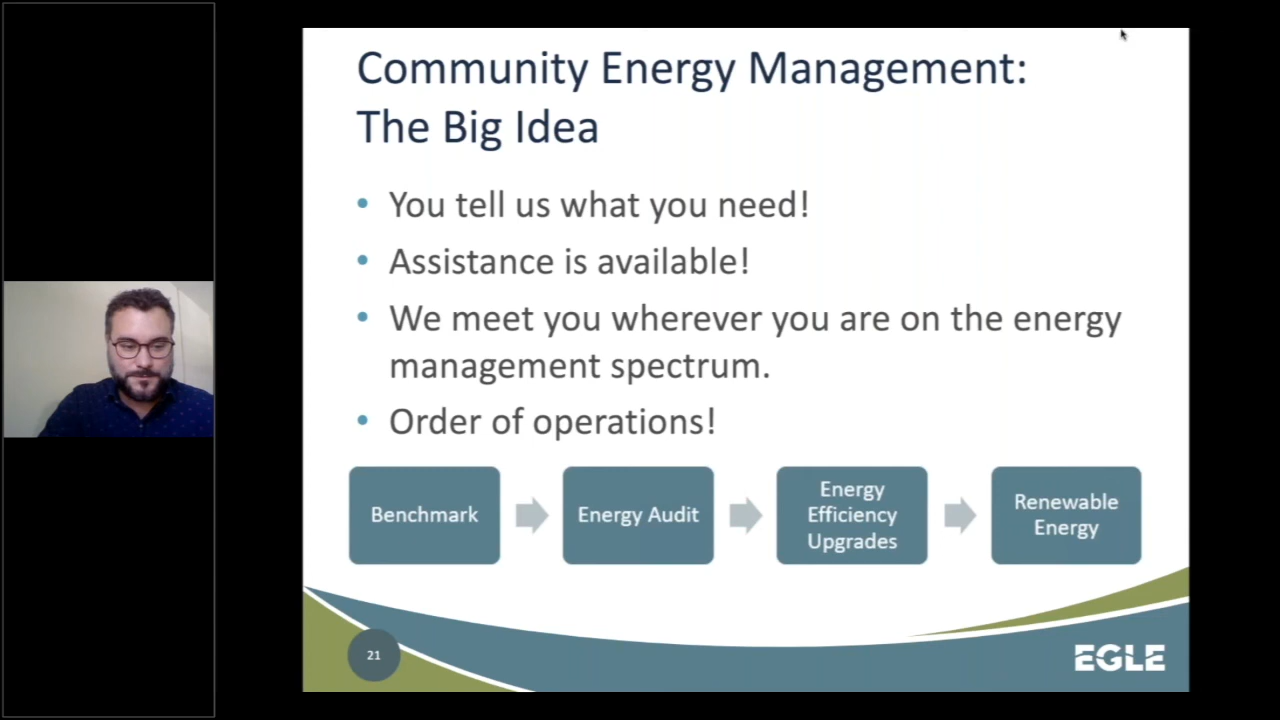 Community Energy Management:
The Big Idea
• You tell us what you need!
• Assistance is available!
• We meet you wherever you are on the energy
management spectrum.
• Order of operations!
Benchmark
Energy Audit
Energy
Efficiency
Upgrades
Renewable
Energy
21
EGLE